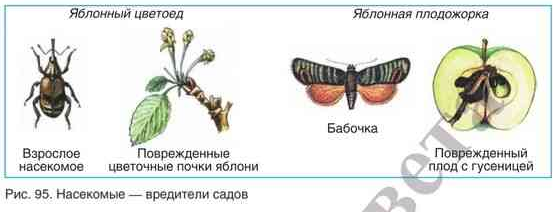 Яблонный цветоед
Яблонная плодожорка
Бабочка
Взрослое
насекомое
Поврежденные
цветочные почки яблони
Поврежденный
плод с гусеницей
Рис. 95. Насекомые — вредители садов
вета